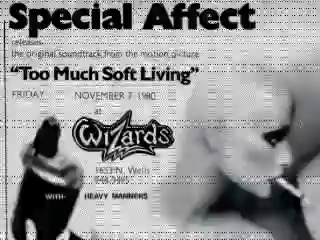 Special Affect
releases
the original soundtrack from the motion picture
"Too Much Soft Living"
FRIDAY NOVEMBER 7 1980
at
WiZards
N. Wells
WITH: HEAVY MANNERS